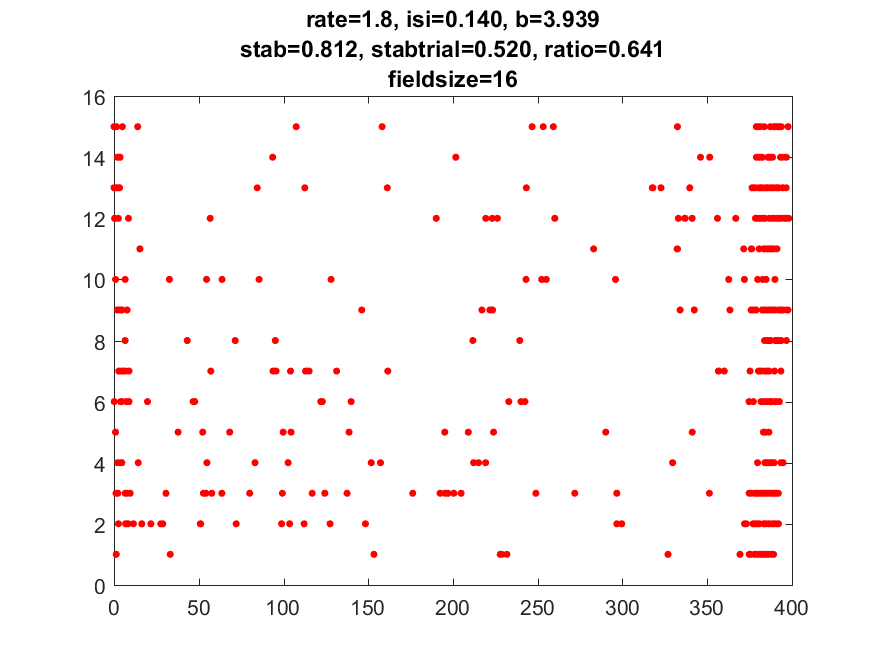 rate=1.8, isi=0.140, b=3.939
stab=0.812, stabtrial=0.520, ratio=0.641
fieldsize=16
16
14
12
10
8
6
4
2
0
0 50 100 150 200 250 300 350 400